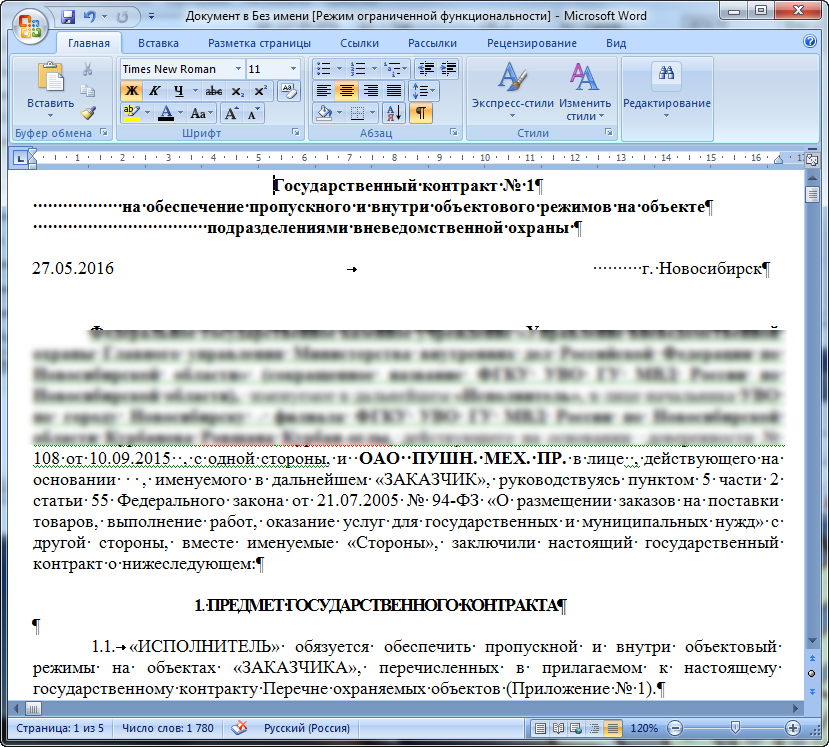 Документ в Без имени [Режим ограниченной функциональности] - Microsoft Word
Главная Вставка Разметка страницы Ссылки Рассылки Рецензирование Вид
Times New Roman 11
Вставить
Ж К Ч abc x₂ x²
Aa A A
Экспресс-стили Изменить стили Редактирование
Буфер обмена Шрифт Абзац Стили
1 2 3 4 5 6 7 8 9 10 11 12 13 14 15 16 17
Государственный контракт № 1¶
на обеспечение пропускного и внутри объектового режимов на объекте¶
подразделениями вневедомственной охраны ¶
27.05.2016 → г. Новосибирск¶
108 от 10.09.2015 , с одной стороны, и ОАО ПУШН. МЕХ. ПР. в лице , действующего на
основании , именуемого в дальнейшем «ЗАКАЗЧИК», руководствуясь пунктом 5 части 2
статьи 55 Федерального закона от 21.07.2005 № 94-ФЗ «О размещении заказов на поставки
товаров, выполнение работ, оказание услуг для государственных и муниципальных нужд» с
другой стороны, вместе именуемые «Стороны», заключили настоящий государственный
контракт о нижеследующем:¶
1. ПРЕДМЕТ ГОСУДАРСТВЕННОГО КОНТРАКТА¶
¶
1.1.→«ИСПОЛНИТЕЛЬ» обязуется обеспечить пропускной и внутри объектовый
режимы на объектах «ЗАКАЗЧИКА», перечисленных в прилагаемом к настоящему
государственному контракту Перечне охраняемых объектов (Приложение № 1).¶
Страница: 1 из 5 Число слов: 1 780 Русский (Россия) 120%